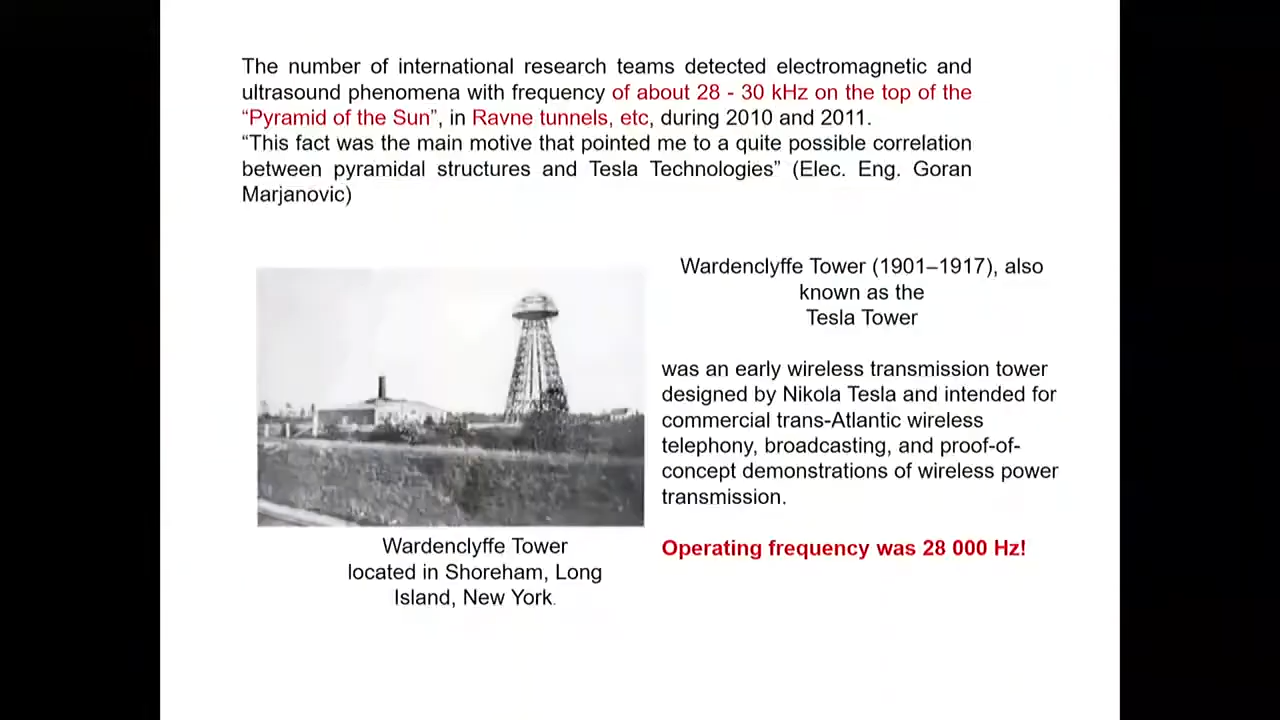 The number of international research teams detected electromagnetic and
ultrasound phenomena with frequency of about 28 - 30 kHz on the top of the
“Pyramid of the Sun”, in Ravne tunnels, etc, during 2010 and 2011.
“This fact was the main motive that pointed me to a quite possible correlation
between pyramidal structures and Tesla Technologies” (Elec. Eng. Goran
Marjanovic)
Wardenclyffe Tower (1901–1917), also
known as the
Tesla Tower
was an early wireless transmission tower
designed by Nikola Tesla and intended for
commercial trans-Atlantic wireless
telephony, broadcasting, and proof-of-
concept demonstrations of wireless power
transmission.
Operating frequency was 28 000 Hz!
Wardenclyffe Tower
located in Shoreham, Long
Island, New York.